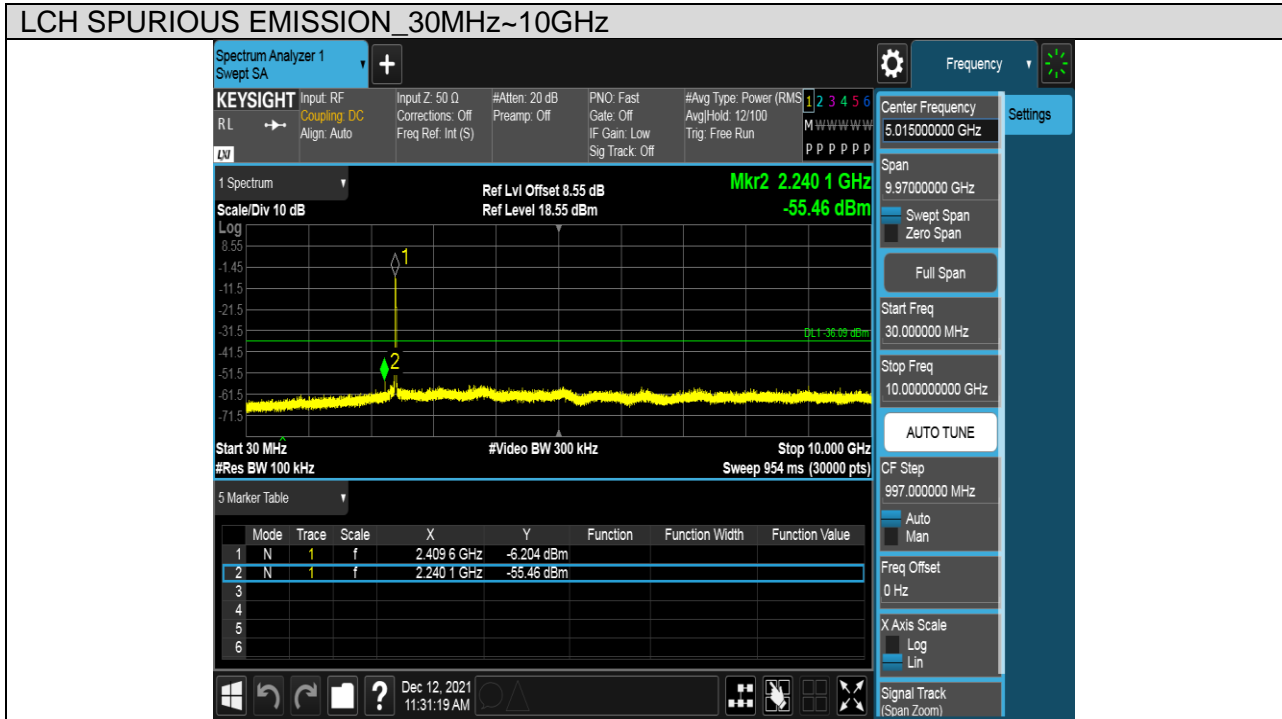 LCH SPURIOUS EMISSION_30MHz~10GHz
Spectrum Analyzer 1
Swept SA
Frequency
KEYSIGHT
RL
LXI
Input: RF
Coupling: DC
Align: Auto
Input Z: 50 Ω
Corrections: Off
Freq Ref: Int (S)
#Atten: 20 dB
Preamp: Off
PNO: Fast
Gate: Off
IF Gain: Low
Sig Track: Off
#Avg Type: Power (RMS
Avg|Hold: 12/100
Trig: Free Run
1 2 3 4 5 6
M W W W W W
P P P P P P
1 Spectrum
Scale/Div 10 dB
Ref Lvl Offset 8.55 dB
Ref Level 18.55 dBm
Mkr2 2.240 1 GHz
-55.46 dBm
Log
8.55
-1.45
-11.5
-21.5
-31.5
-41.5
-51.5
-61.5
-71.5
1
2
DL1 -36.09 dBm
Start 30 MHz
#Video BW 300 kHz
Stop 10.000 GHz
#Res BW 100 kHz
Sweep 954 ms (30000 pts)
5 Marker Table
Mode Trace Scale X Y Function Function Width Function Value
1 N 1 f 2.409 6 GHz -6.204 dBm
2 N 1 f 2.240 1 GHz -55.46 dBm
3
4
5
6
Dec 12, 2021
11:31:19 AM
Center Frequency
5.015000000 GHz
Settings
Span
9.97000000 GHz
Swept Span
Zero Span
Full Span
Start Freq
30.000000 MHz
Stop Freq
10.000000000 GHz
AUTO TUNE
CF Step
997.000000 MHz
Auto
Man
Freq Offset
0 Hz
X Axis Scale
Log
Lin
Signal Track
(Span Zoom)